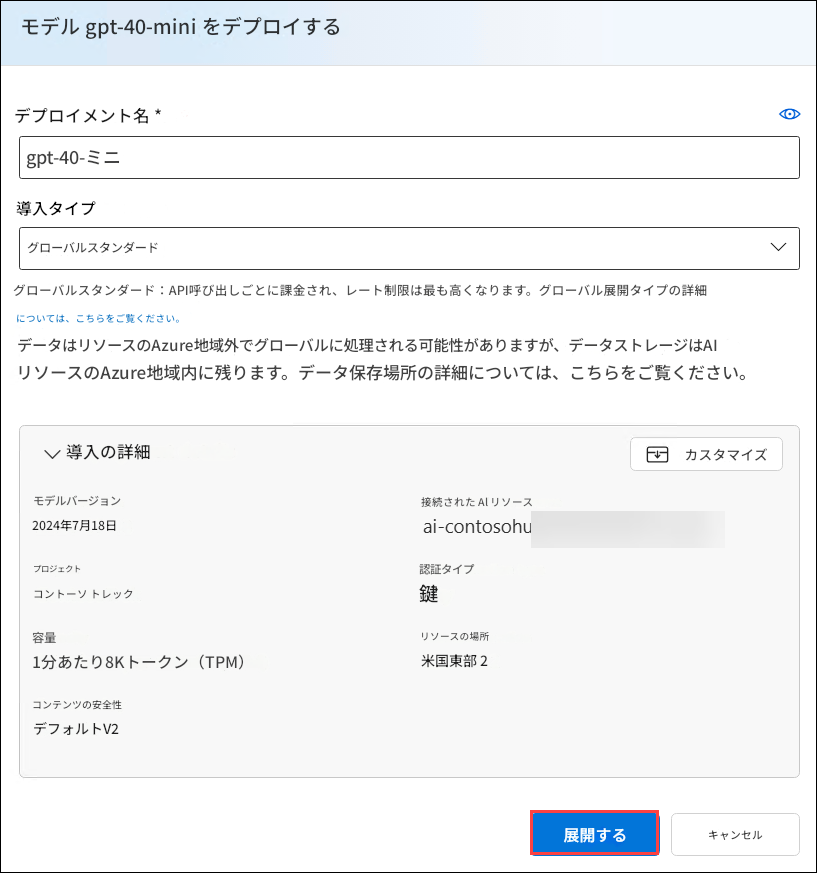 モデル gpt-40-mini をデプロイする
デプロイメント名 *
gpt-40-ミニ
導入タイプ
グローバルスタンダード
グローバルスタンダード：API呼び出しごとに課金され、レート制限は最も高くなります。グローバル展開タイプの詳細
については、こちらをご覧ください。
データはリソースのAzure地域外でグローバルに処理される可能性がありますが、データストレージはAI
リソースのAzure地域内に残ります。データ保存場所の詳細については、こちらをご覧ください。
導入の詳細
カスタマイズ
モデルバージョン
2024年7月18日
接続された AI リソース
ai-contosohu
プロジェクト
コントーソ トレック
認証タイプ
鍵
容量
1分あたり8Kトークン（TPM）
リソースの場所
米国東部 2
コンテンツの安全性
デフォルトV2
展開する
キャンセル